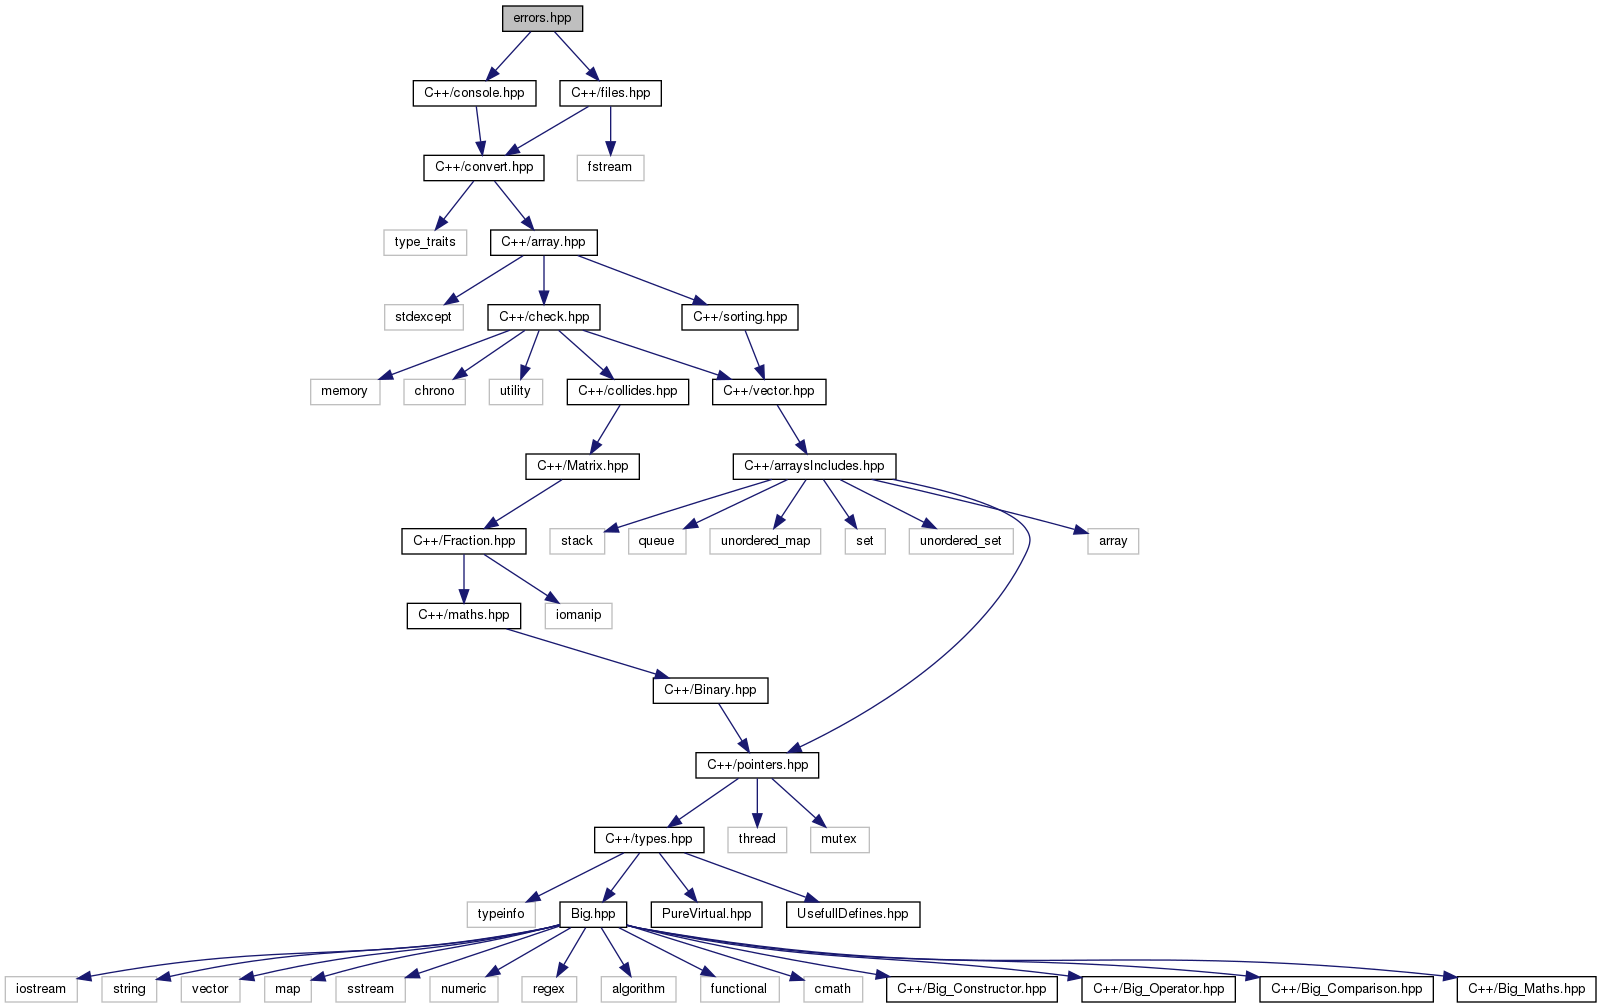 errors.hpp
C++/console.hpp
C++/files.hpp
C++/convert.hpp
fstream
type_traits
C++/array.hpp
stdexcept
C++/check.hpp
C++/sorting.hpp
memory
chrono
utility
C++/collides.hpp
C++/vector.hpp
C++/Matrix.hpp
C++/arraysIncludes.hpp
C++/Fraction.hpp
stack
queue
unordered_map
set
unordered_set
array
C++/maths.hpp
iomanip
C++/Binary.hpp
C++/pointers.hpp
C++/types.hpp
thread
mutex
typeinfo
Big.hpp
PureVirtual.hpp
UsefullDefines.hpp
iostream
string
vector
map
sstream
numeric
regex
algorithm
functional
cmath
C++/Big_Constructor.hpp
C++/Big_Operator.hpp
C++/Big_Comparison.hpp
C++/Big_Maths.hpp